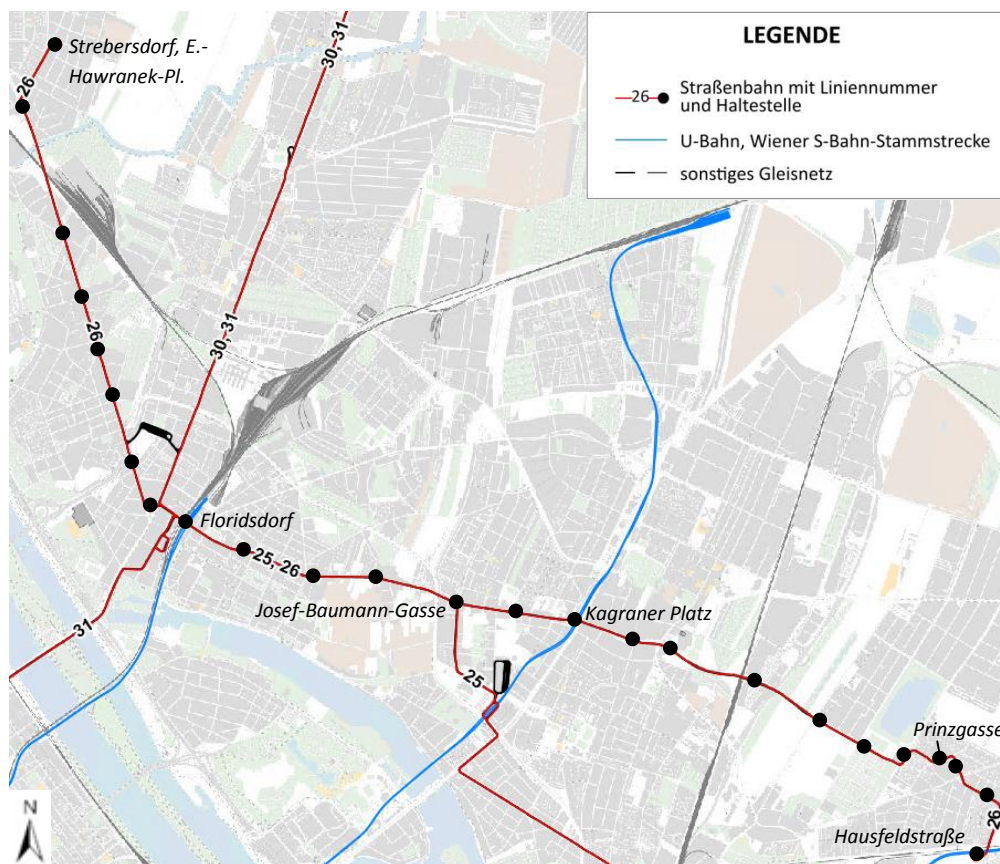 Strebersdorf, E.-
Hawranek-Pl.
26
30, 31
LEGENDE
26
Straßenbahn mit Liniennummer
und Haltestelle
U-Bahn, Wiener S-Bahn-Stammstrecke
sonstiges Gleisnetz
26
30, 31
Floridsdorf
25, 26
Josef-Baumann-Gasse
Kagraner Platz
31
25
Prinzgasse
26
Hausfeldstraße
N